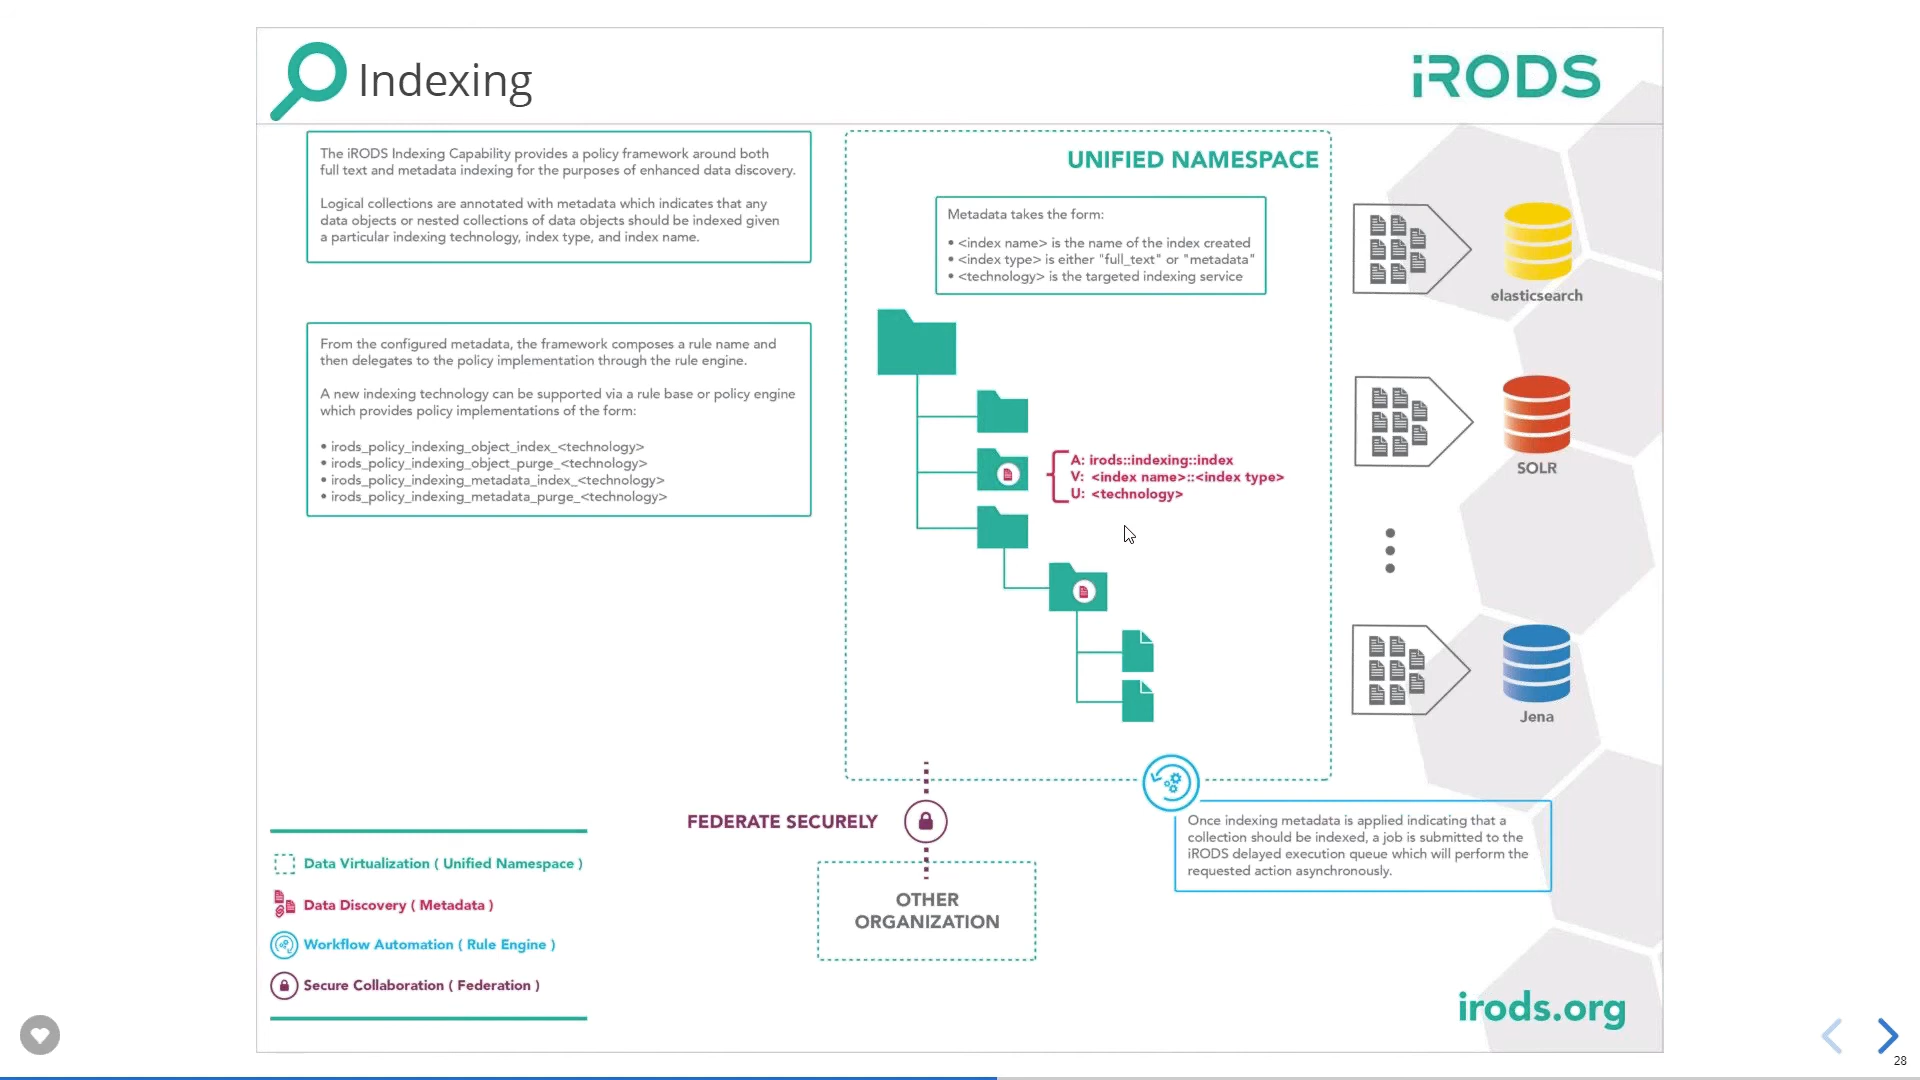 Indexing
iRODS
The iRODS Indexing Capability provides a policy framework around both
full text and metadata indexing for the purposes of enhanced data discovery.
Logical collections are annotated with metadata which indicates that any
data objects or nested collections of data objects should be indexed given
a particular indexing technology, index type, and index name.
From the configured metadata, the framework composes a rule name and
then delegates to the policy implementation through the rule engine.
A new indexing technology can be supported via a rule base or policy engine
which provides policy implementations of the form:
• irods_policy_indexing_object_index_<technology>
• irods_policy_indexing_object_purge_<technology>
• irods_policy_indexing_metadata_index_<technology>
• irods_policy_indexing_metadata_purge_<technology>
UNIFIED NAMESPACE
Metadata takes the form:
• <index name> is the name of the index created
• <index type> is either "full_text" or "metadata"
• <technology> is the targeted indexing service
A: irods::indexing::index
V: <index name>::<index type>
U: <technology>
elasticsearch
SOLR
Jena
FEDERATE SECURELY
OTHER
ORGANIZATION
Once indexing metadata is applied indicating that a
collection should be indexed, a job is submitted to the
iRODS delayed execution queue which will perform the
requested action asynchronously.
Data Virtualization ( Unified Namespace )
Data Discovery ( Metadata )
Workflow Automation ( Rule Engine )
Secure Collaboration ( Federation )
irods.org
28